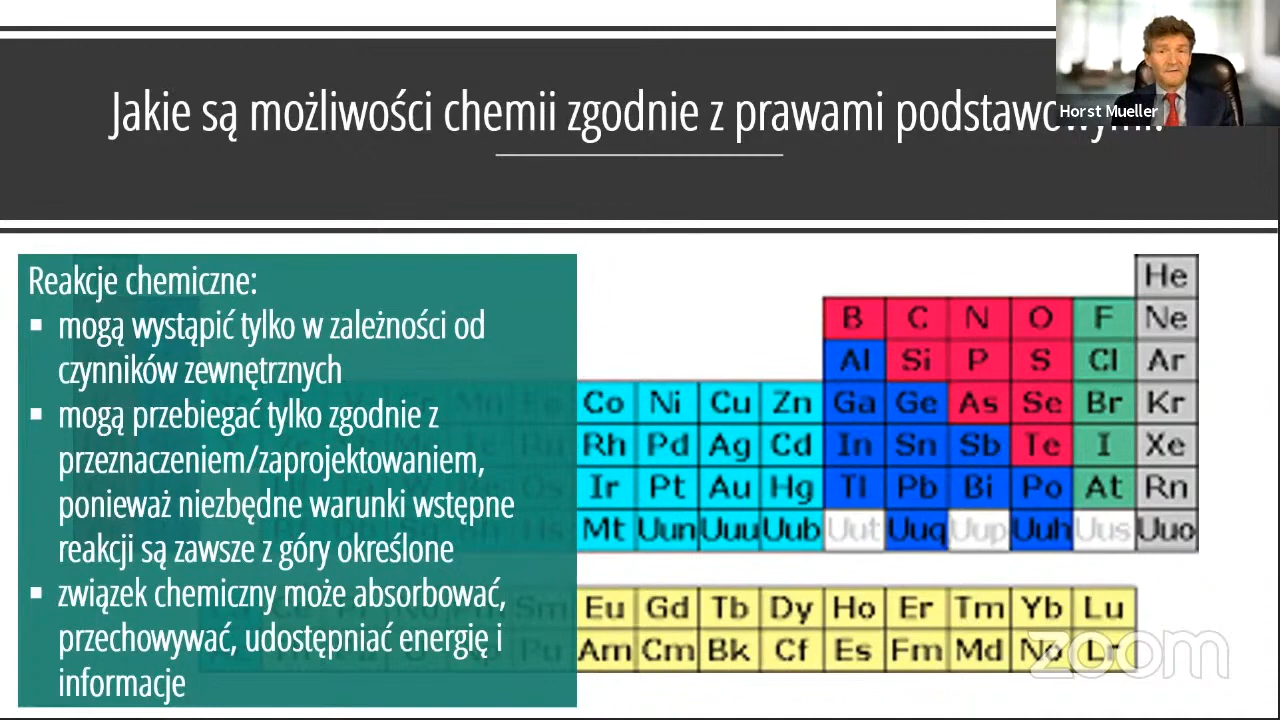 Jakie są możliwości chemii zgodnie z prawami podstawowymi?
Horst Mueller
Reakcje chemiczne:
▪ mogą wystąpić tylko w zależności od
czynników zewnętrznych
▪ mogą przebiegać tylko zgodnie z
przeznaczeniem/zaprojektowaniem,
ponieważ niezbędne warunki wstępne
reakcji są zawsze z góry określone
▪ związek chemiczny może absorbować,
przechowywać, udostępniać energię i
informacje
He
B C N O F Ne
Al Si P S Cl Ar
Co Ni Cu Zn Ga Ge As Se Br Kr
Rh Pd Ag Cd In Sn Sb Te I Xe
Ir Pt Au Hg Tl Pb Bi Po At Rn
Mt Uun Uuu Uub Uut Uuq Uup Uuh Uus Uuo
Sm Eu Gd Tb Dy Ho Er Tm Yb Lu
Pu Am Cm Bk Cf Es Fm Md No Lr
zoom